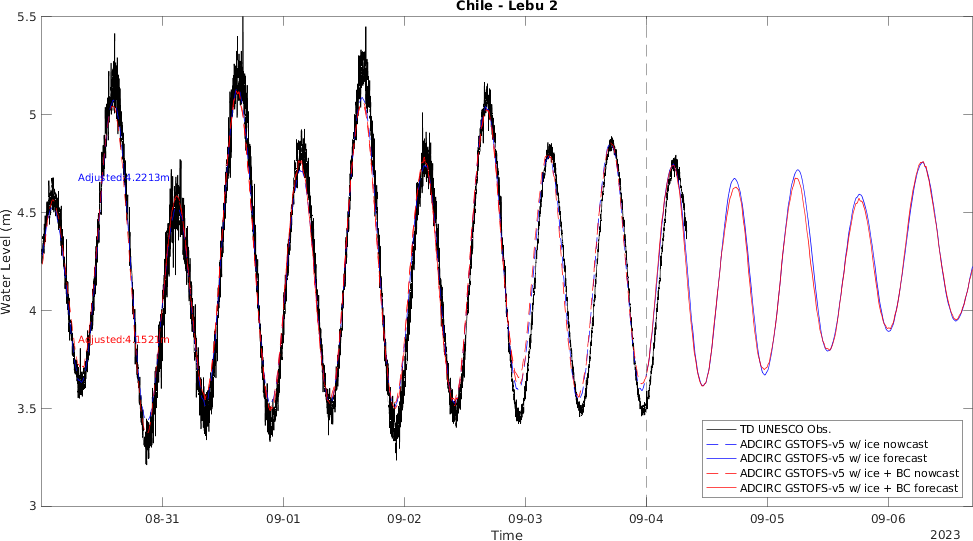 Chile - Lebu 2
5.5
5
4.5
4
3.5
3
Water Level (m)
Adjusted:4.2213m
Adjusted:4.1521m
TD UNESCO Obs.
ADCIRC GSTOFS-v5 w/ ice nowcast
ADCIRC GSTOFS-v5 w/ ice forecast
ADCIRC GSTOFS-v5 w/ ice + BC nowcast
ADCIRC GSTOFS-v5 w/ ice + BC forecast
08-31 09-01 09-02 09-03 09-04 09-05 09-06
Time
2023